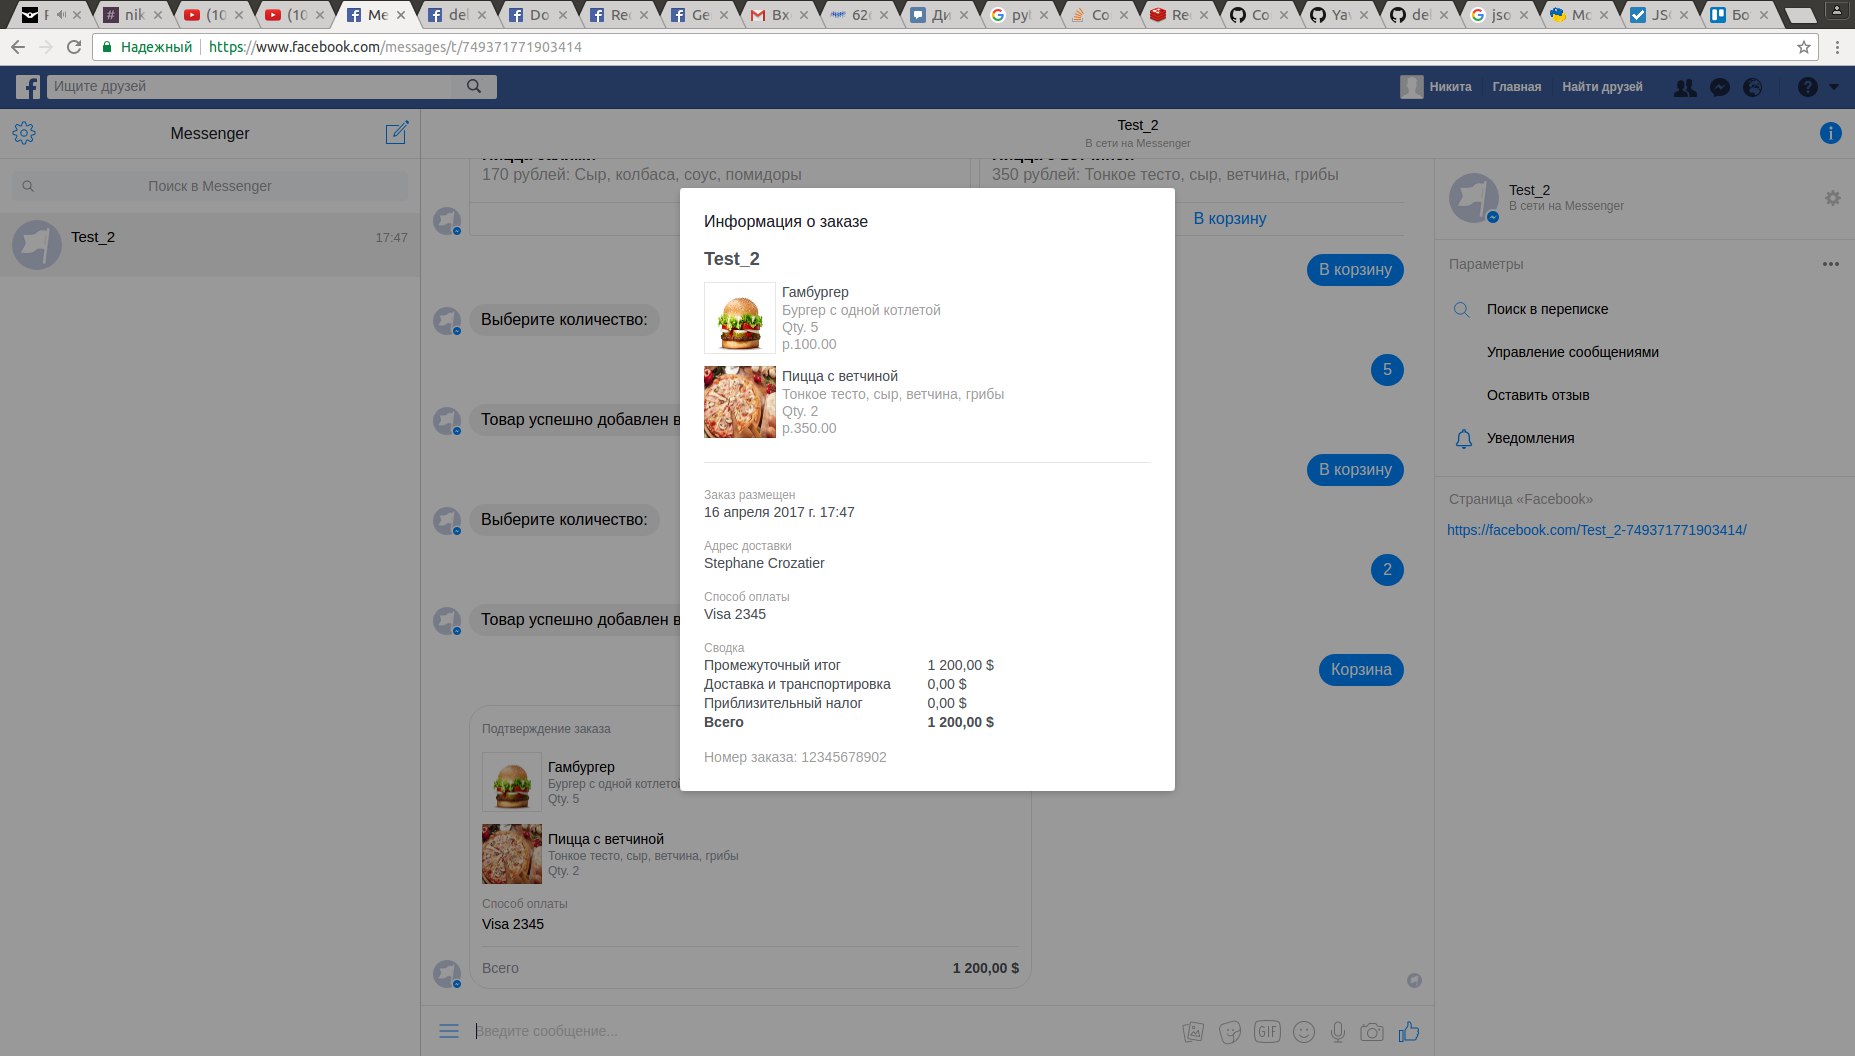 nik
(10
(10
Me
del
Do
Rec
Ge
Вх
62
Ди
pyt
Co
Re
Co
Yav
del
jso
Mo
JSO
Бо
Надежный
https://www.facebook.com/messages/t/749371771903414
Ищите друзей
Никита
Главная
Найти друзей
Messenger
Test_2
В сети на Messenger
Поиск в Messenger
Test_2
17:47
170 рублей: Сыр, колбаса, соус, помидоры
350 рублей: Тонкое тесто, сыр, ветчина, грибы
В корзину
В корзину
Выберите количество:
5
Товар успешно добавлен в
В корзину
Выберите количество:
2
Товар успешно добавлен в
Корзина
Подтверждение заказа
Гамбургер
Бургер с одной котлетой
Qty. 5
Пицца с ветчиной
Тонкое тесто, сыр, ветчина, грибы
Qty. 2
Способ оплаты
Visa 2345
Всего
1 200,00 $
Введите сообщение...
GIF
Информация о заказе
Test_2
Гамбургер
Бургер с одной котлетой
Qty. 5
р.100.00
Пицца с ветчиной
Тонкое тесто, сыр, ветчина, грибы
Qty. 2
р.350.00
Заказ размещен
16 апреля 2017 г. 17:47
Адрес доставки
Stephane Crozatier
Способ оплаты
Visa 2345
Сводка
Промежуточный итог 1 200,00 $
Доставка и транспортировка 0,00 $
Приблизительный налог 0,00 $
Всего 1 200,00 $
Номер заказа: 12345678902
Test_2
В сети на Messenger
Параметры
Поиск в переписке
Управление сообщениями
Оставить отзыв
Уведомления
Страница «Facebook»
https://facebook.com/Test_2-749371771903414/